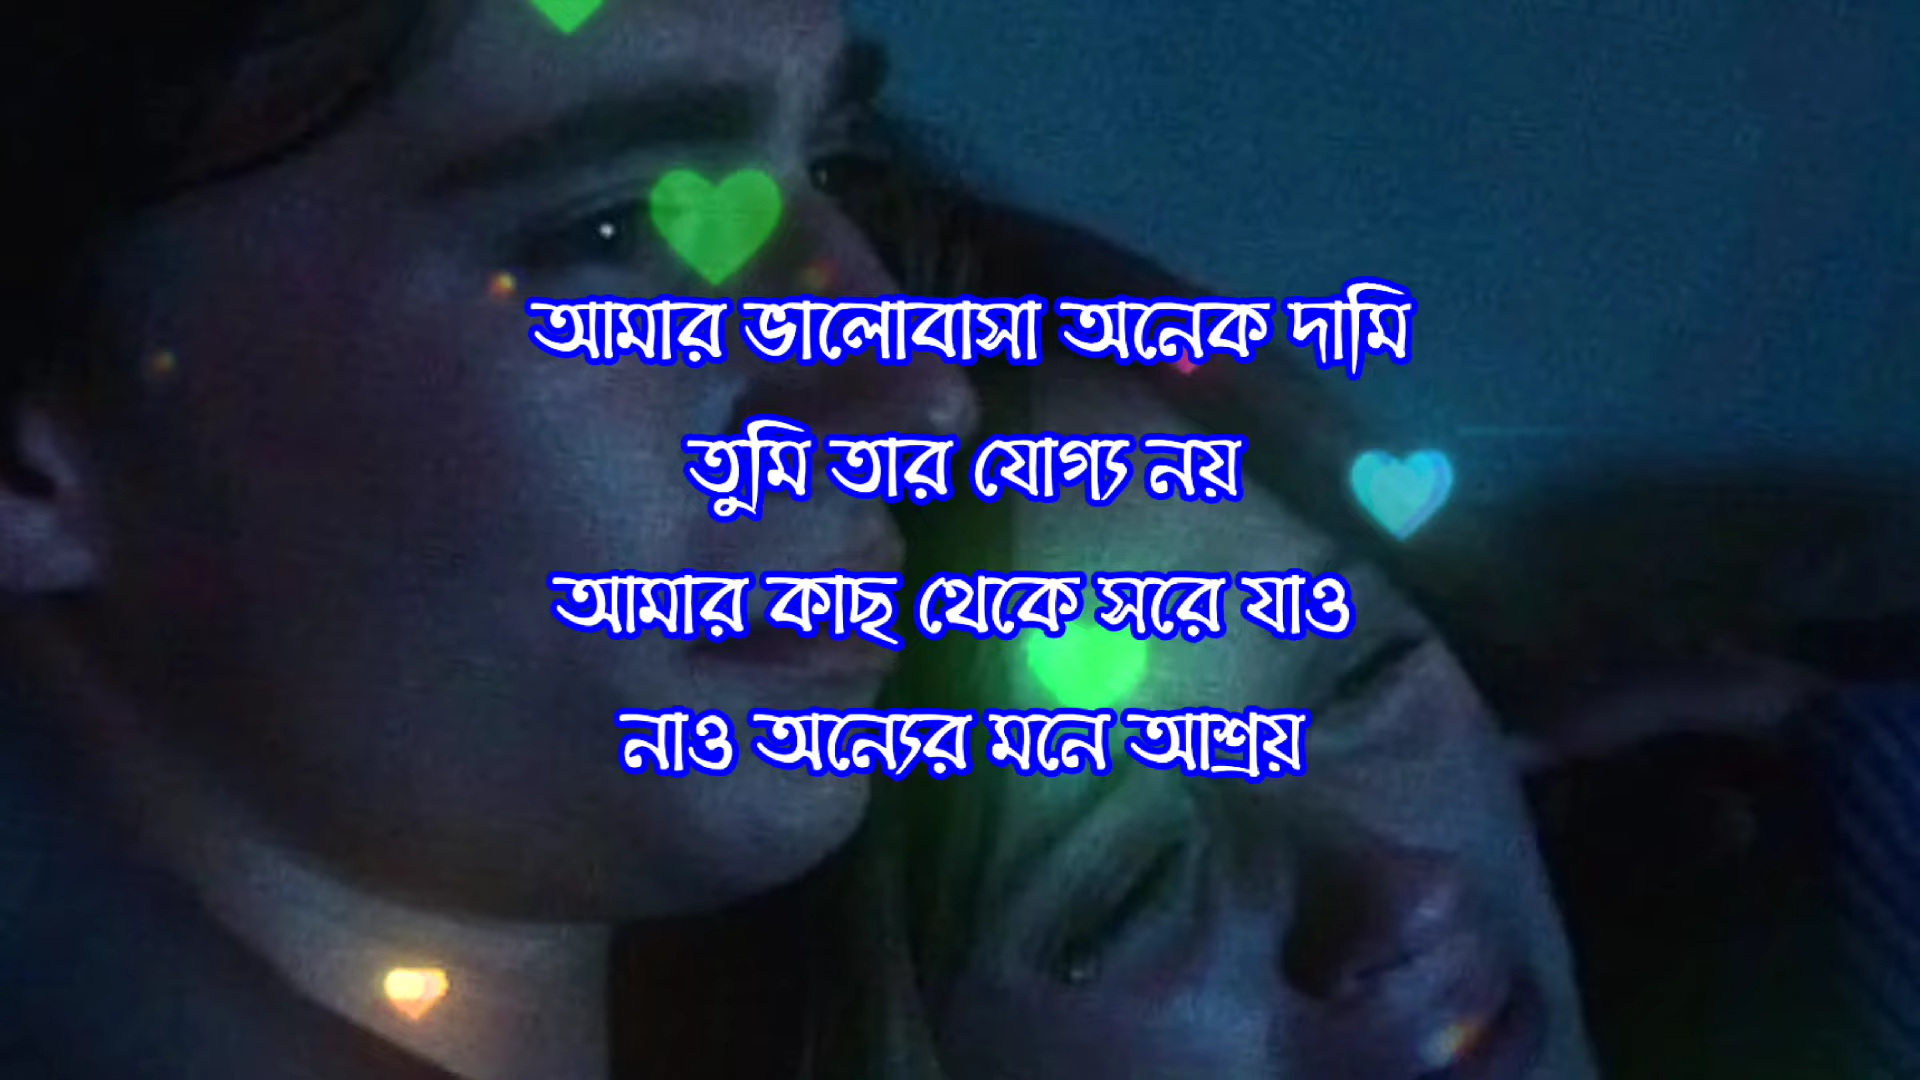 আমার ভালোবাসা অনেক দামি
তুমি তার যোগ্য নয়
আমার কাছ থেকে সরে যাও
নাও অন্যের মনে আশ্রয়